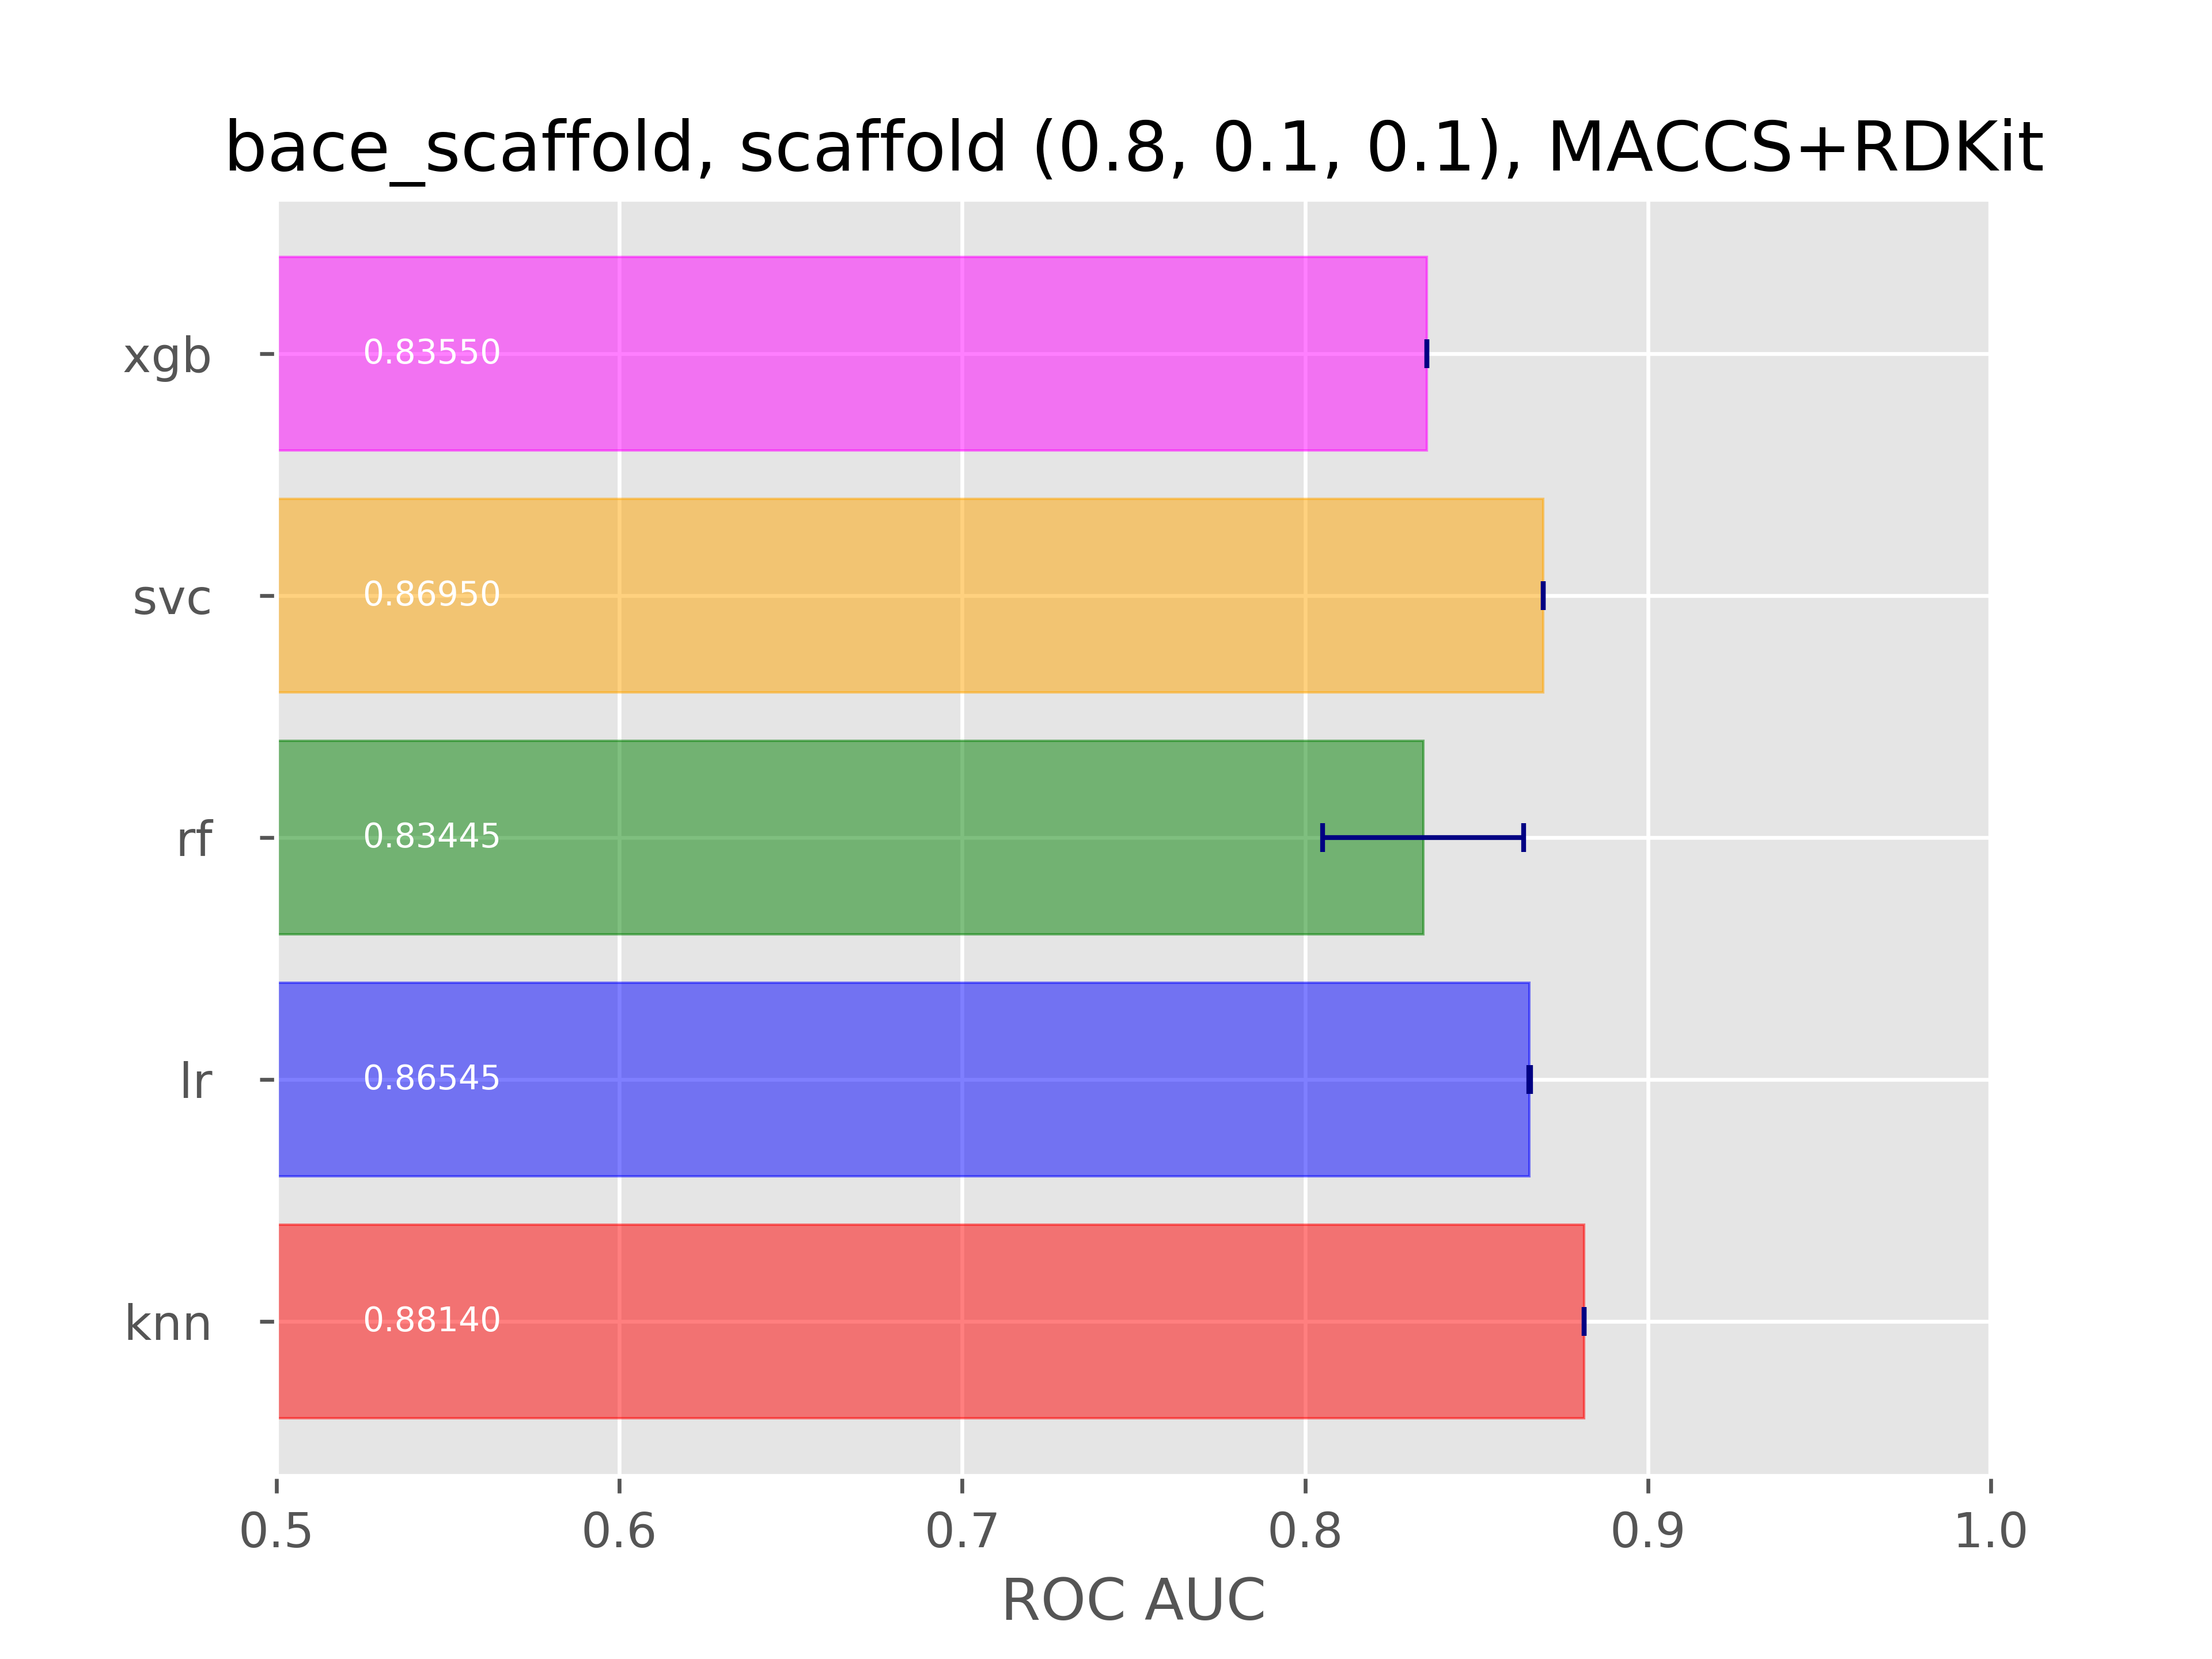 bace_scaffold, scaffold (0.8, 0.1, 0.1), MACCS+RDKit
xgb
0.83550
svc
0.86950
rf
0.83445
lr
0.86545
knn
0.88140
0.5 0.6 0.7 0.8 0.9 1.0
ROC AUC